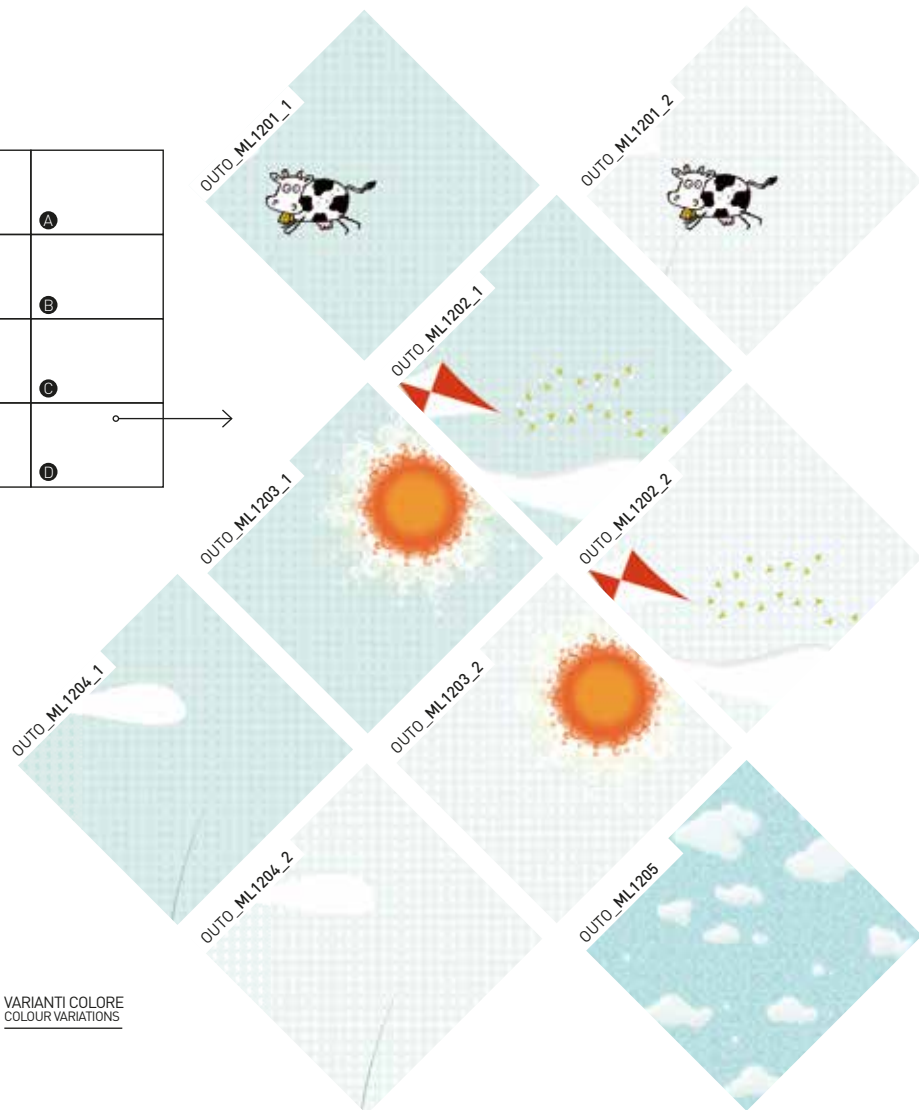 OUTO_ML1201_1
OUTO_ML1201_2
A
B
C
D
OUTO_ML1202_1
OUTO_ML1203_1
OUTO_ML1202_2
OUTO_ML1204_1
OUTO_ML1203_2
OUTO_ML1204_2
OUTO_ML1205
VARIANTI COLORE
COLOUR VARIATIONS